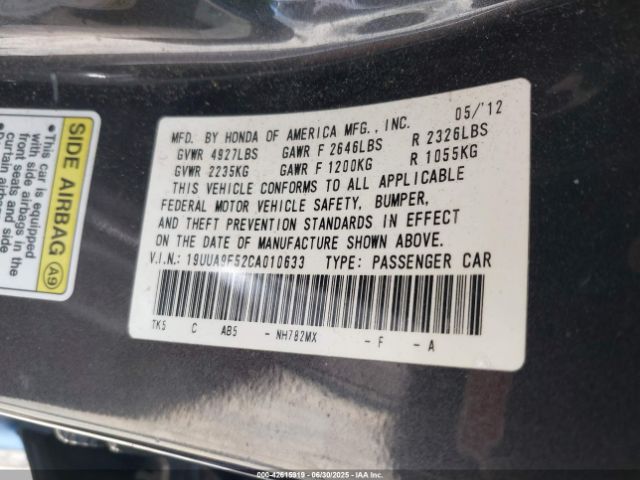 MFD. BY HONDA OF AMERICA MFG., INC. 05/'12
GVWR 4927LBS GAWR F 2646LBS R 2326LBS
GVWR 2235KG GAWR F 1200KG R 1055KG
THIS VEHICLE CONFORMS TO ALL APPLICABLE
FEDERAL MOTOR VEHICLE SAFETY, BUMPER,
AND THEFT PREVENTION STANDARDS IN EFFECT
ON THE DATE OF MANUFACTURE SHOWN ABOVE.
V.I.N.: 19UUA9F52CA010633 TYPE: PASSENGER CAR
TK5 C AB5 - NH782MX - F - A
SIDE AIRBAG A9
• This car is equipped
with side airbags in the
front seats and side
curtain airbags
000-42615919 - 06/30/2025 - IAA Inc.